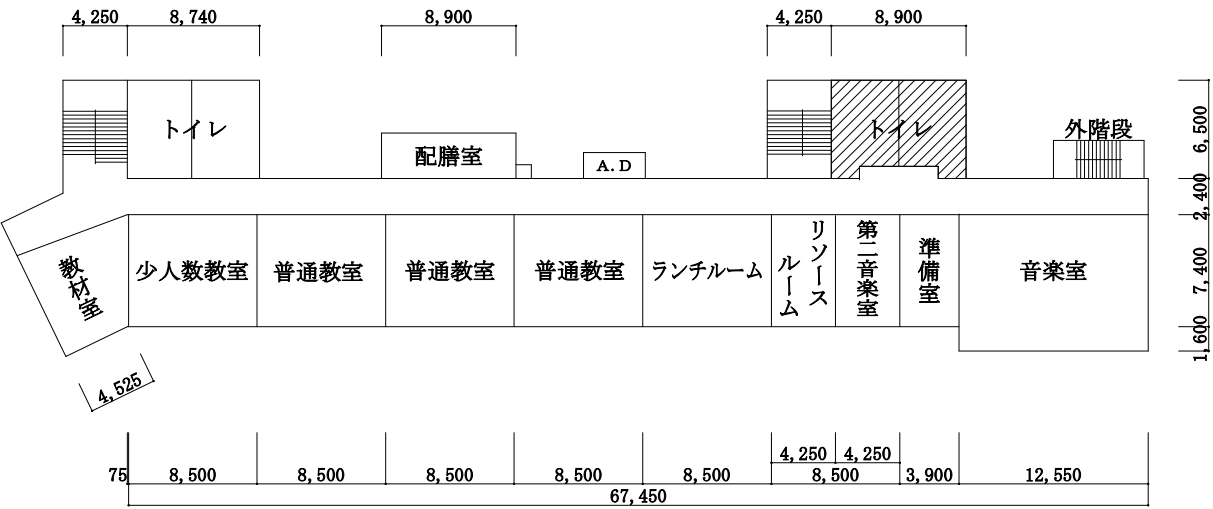 4,250 8,740 8,900 4,250 8,900
トイレ
配膳室
A.D
トイレ
外階段
6,500
2,400
7,400
1,600
教材室
少人数教室
普通教室
普通教室
普通教室
ランチルーム
リソース
ルーム
第二音楽室
準備室
音楽室
4,525
4,250 4,250
75 8,500 8,500 8,500 8,500 8,500 8,500 3,900 12,550
67,450